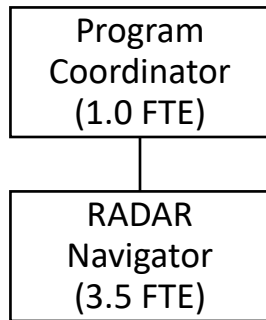 Program
Coordinator
(1.0 FTE)
RADAR
Navigator
(3.5 FTE)